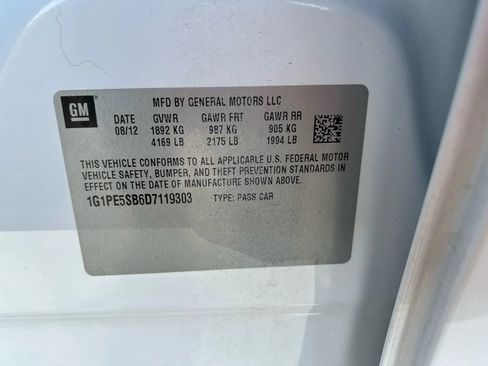 GM
MFD BY GENERAL MOTORS LLC
DATE GVWR GAWR FRT GAWR RR
08/12 1892 KG 987 KG 905 KG
4169 LB 2175 LB 1994 LB
THIS VEHICLE CONFORMS TO ALL APPLICABLE U.S. FEDERAL MOTOR
VEHICLE SAFETY, BUMPER, AND THEFT PREVENTION STANDARDS IN
EFFECT ON THE DATE OF MANUFACTURE SHOWN ABOVE.
1G1PE5SB6D7119303 TYPE: PASS CAR